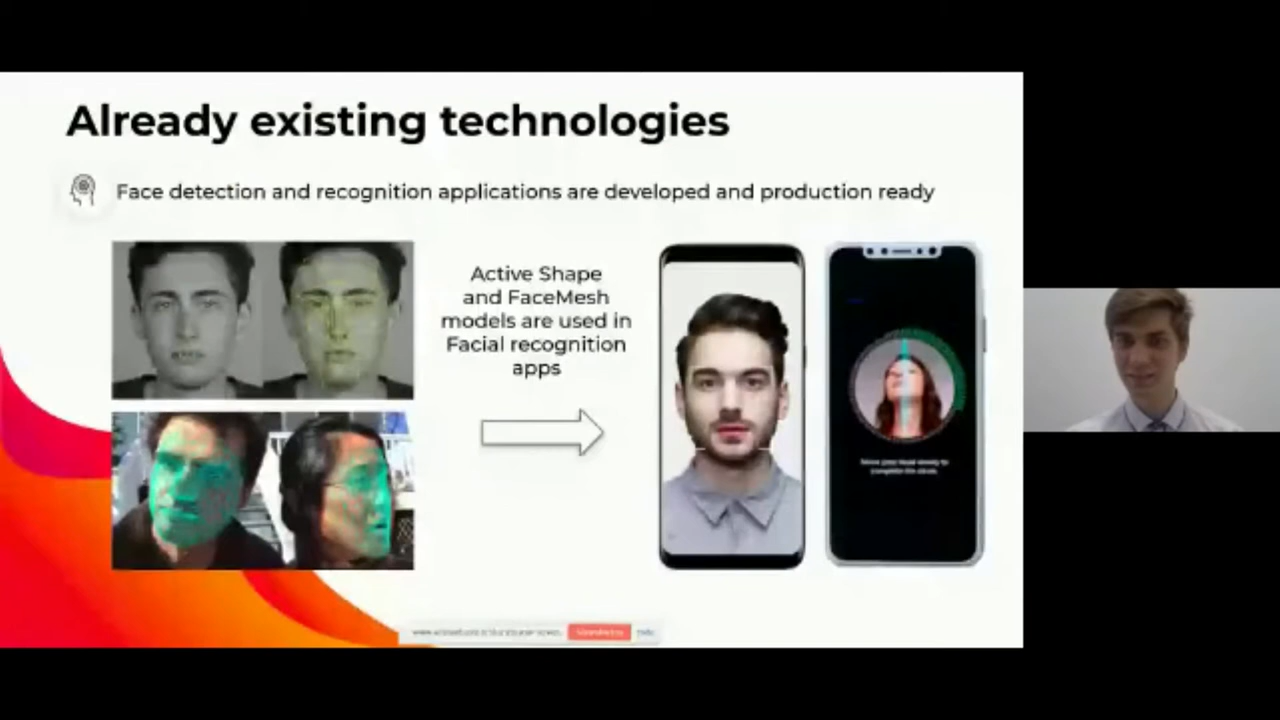 Already existing technologies
Face detection and recognition applications are developed and production ready
Active Shape
and FaceMesh
models are used in
Facial recognition
apps